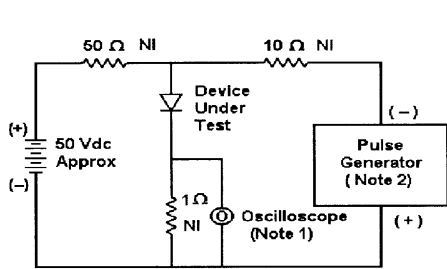 50 Ω NI
10 Ω NI
Device
Under
Test
(+)
50 Vdc
Approx
(−)
1Ω
NI
Oscilloscope
(Note 1)
(−)
Pulse
Generator
( Note 2)
(+)